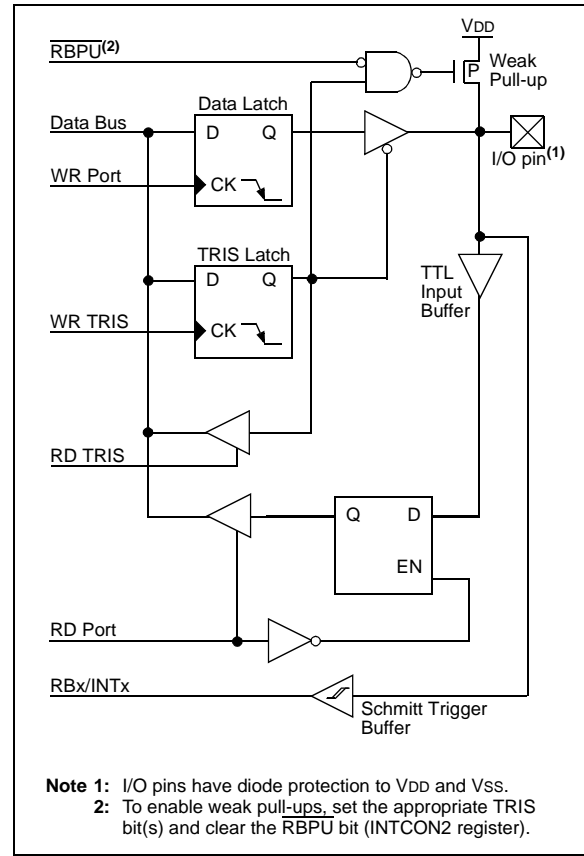 VDD
RBPU(2)
P
Weak
Pull-up
Data Latch
Data Bus
D Q
I/O pin(1)
WR Port
CK
TRIS Latch
D Q
TTL
Input
Buffer
WR TRIS
CK
RD TRIS
Q D
EN
RD Port
RBx/INTx
Schmitt Trigger
Buffer
Note 1: I/O pins have diode protection to VDD and VSS.
2: To enable weak pull-ups, set the appropriate TRIS
bit(s) and clear the RBPU bit (INTCON2 register).